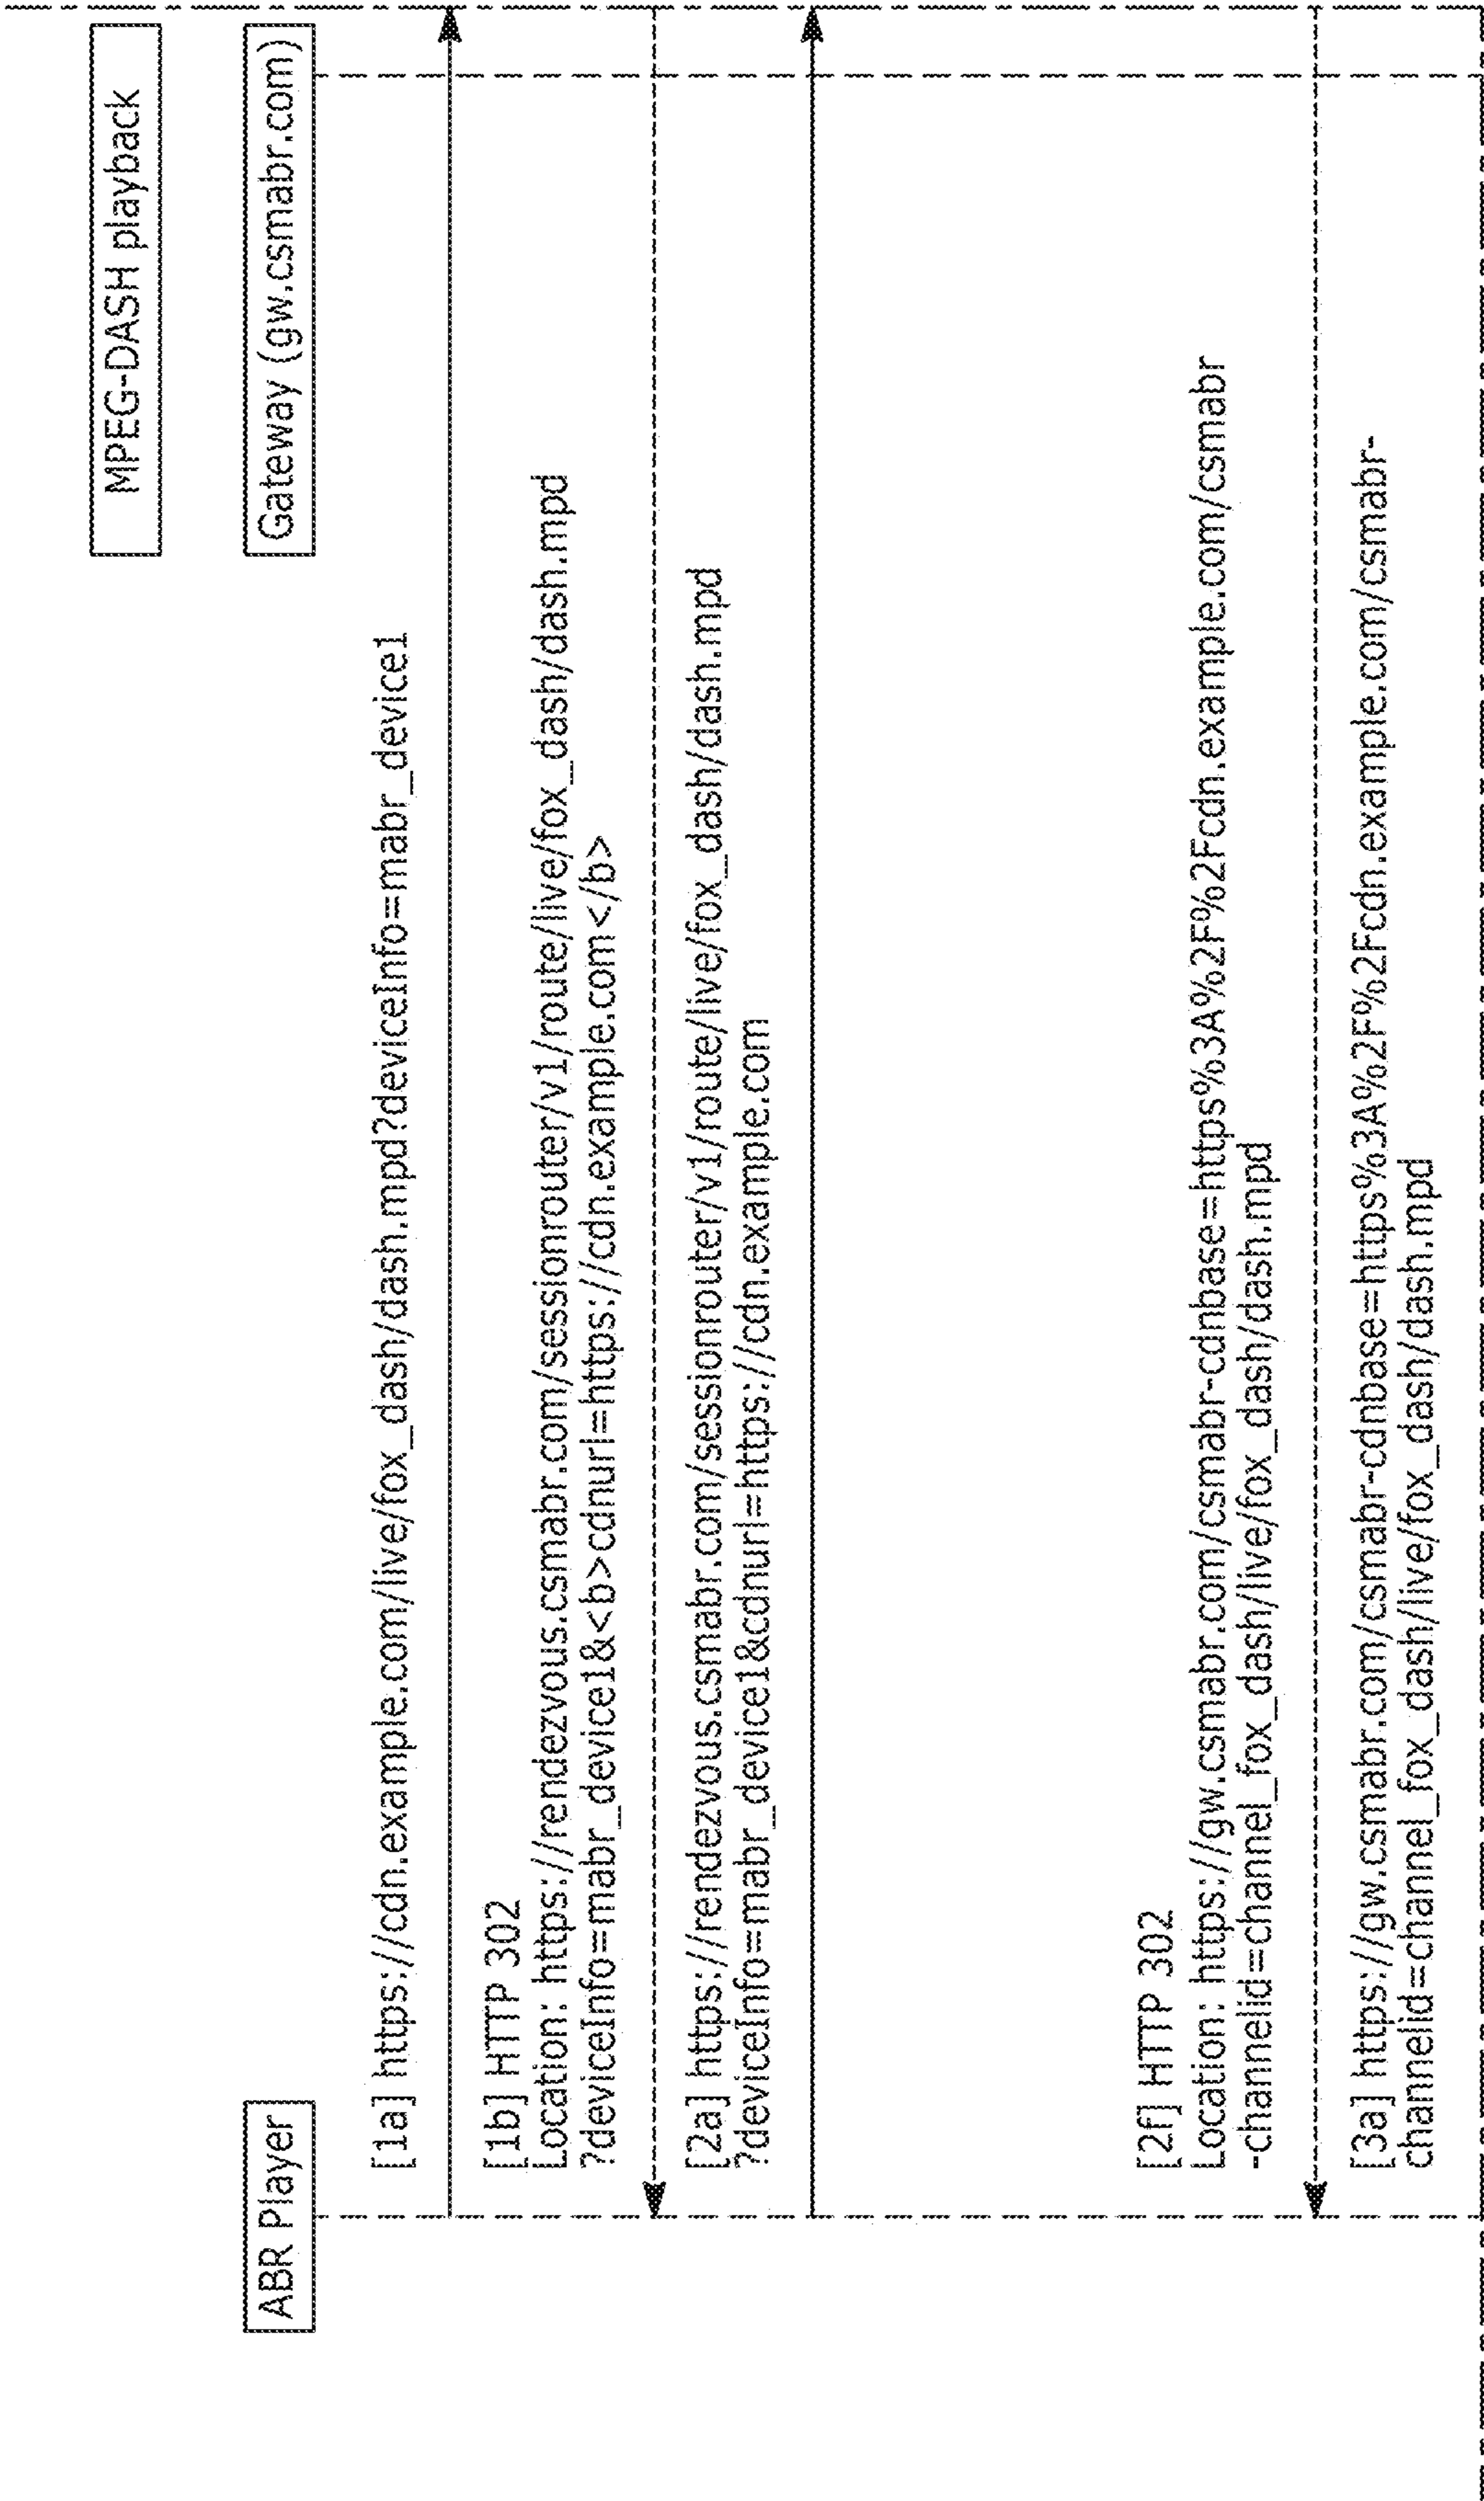 MPEG-DASH playback
ABR Player
Gateway (gw.csmabr.com)
[1a] https://cdn.example.com/live/fox_dash/dash.mpd?deviceInfo=mabr_device1
[1b] HTTP 302
Location: https://rendezvous.csmabr.com/sessionrouter/v1/route/live/fox_dash/dash.mpd
?deviceInfo=mabr_device1&<b>cdnurl=https://cdn.example.com</b>
[2a] https://rendezvous.csmabr.com/sessionrouter/v1/route/live/fox_dash/dash.mpd
?deviceInfo=mabr_device1&cdnurl=https://cdn.example.com
[2f] HTTP 302
Location: https://gw.csmabr.com/csmabr-cdnbase=https%3A%2F%2Fcdn.example.com/csmabr
-channelid=channel_fox_dash/live/fox_dash/dash.mpd
[3a] https://gw.csmabr.com/csmabr-cdnbase=https%3A%2F%2Fcdn.example.com/csmabr-
channelid=channel_fox_dash/live/fox_dash/dash.mpd